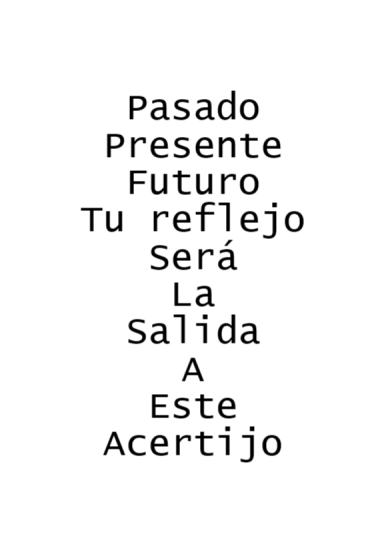 Pasado
Presente
Futuro
Tu reflejo
Será
La
Salida
A
Este
Acertijo